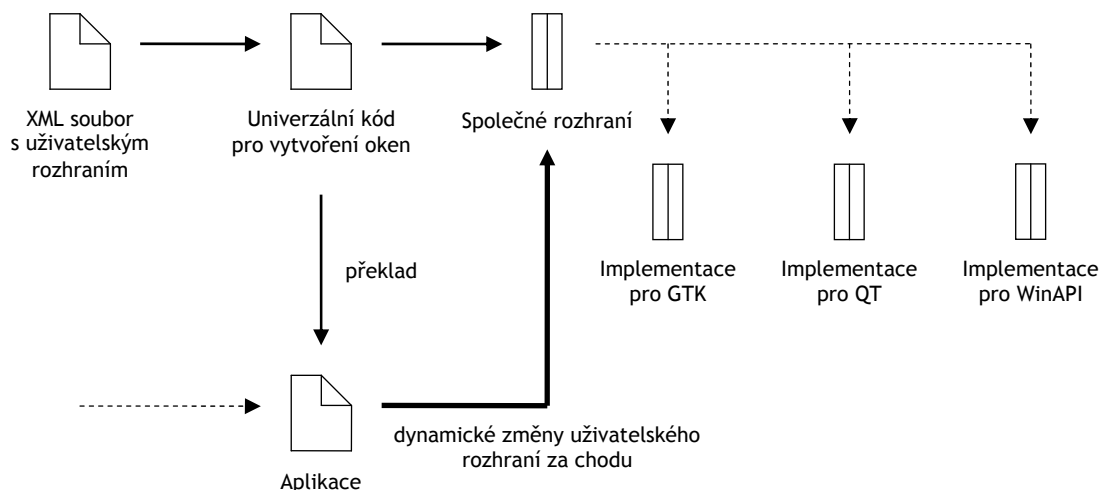 XML soubor
s uživatelským
rozhraním
Univerzální kód
pro vytvoření oken
Společné rozhraní
Implementace
pro GTK
Implementace
pro QT
Implementace
pro WinAPI
překlad
dynamické změny uživatelského
rozhraní za chodu
Aplikace